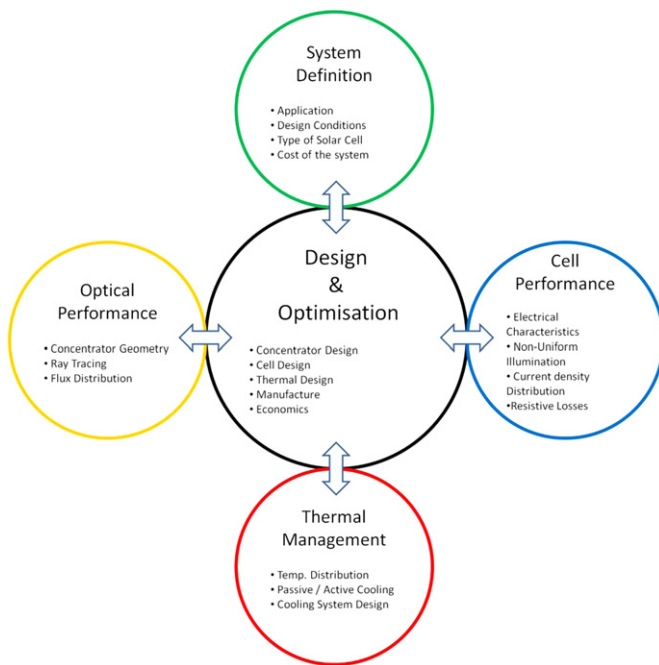 System
Definition
• Application
• Design Conditions
• Type of Solar Cell
• Cost of the system
Optical
Performance
• Concentrator Geometry
• Ray Tracing
• Flux Distribution
Design
&
Optimisation
• Concentrator Design
• Cell Design
• Thermal Design
• Manufacture
• Economics
Cell
Performance
• Electrical
Characteristics
• Non-Uniform
Illumination
• Current density
Distribution
•Resistive Losses
Thermal
Management
• Temp. Distribution
• Passive / Active Cooling
• Cooling System Design